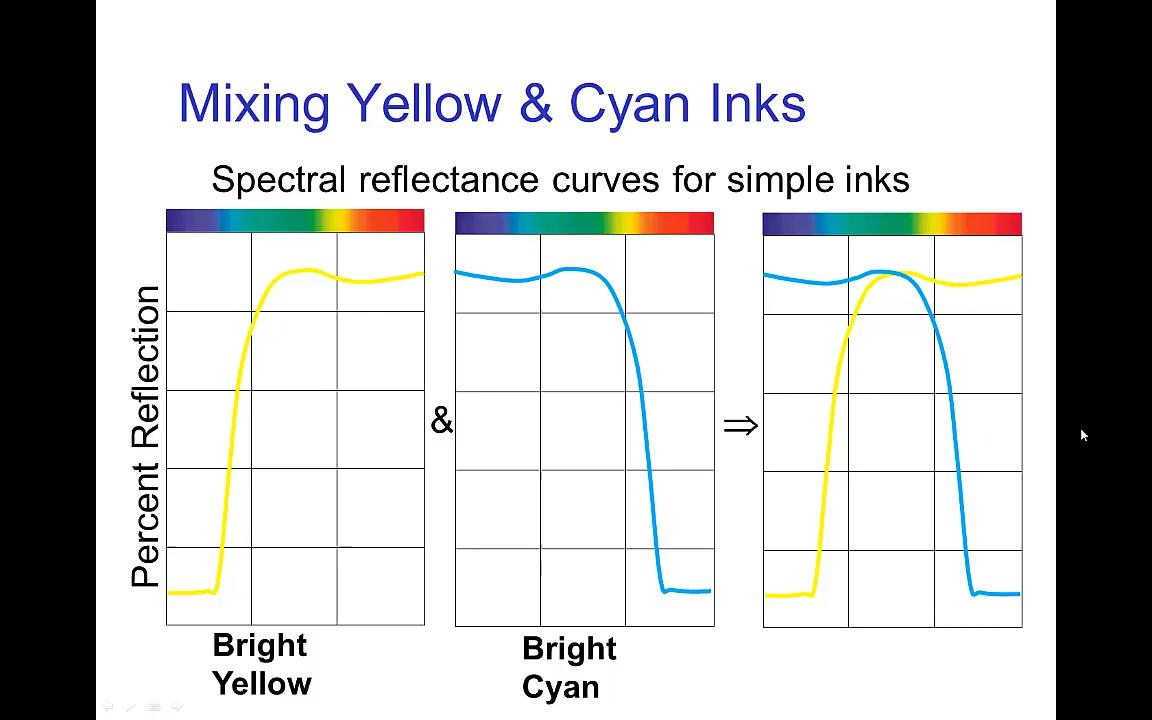 Mixing Yellow & Cyan Inks
Spectral reflectance curves for simple inks
Percent Reflection
&
⇒
Bright
Yellow
Bright
Cyan